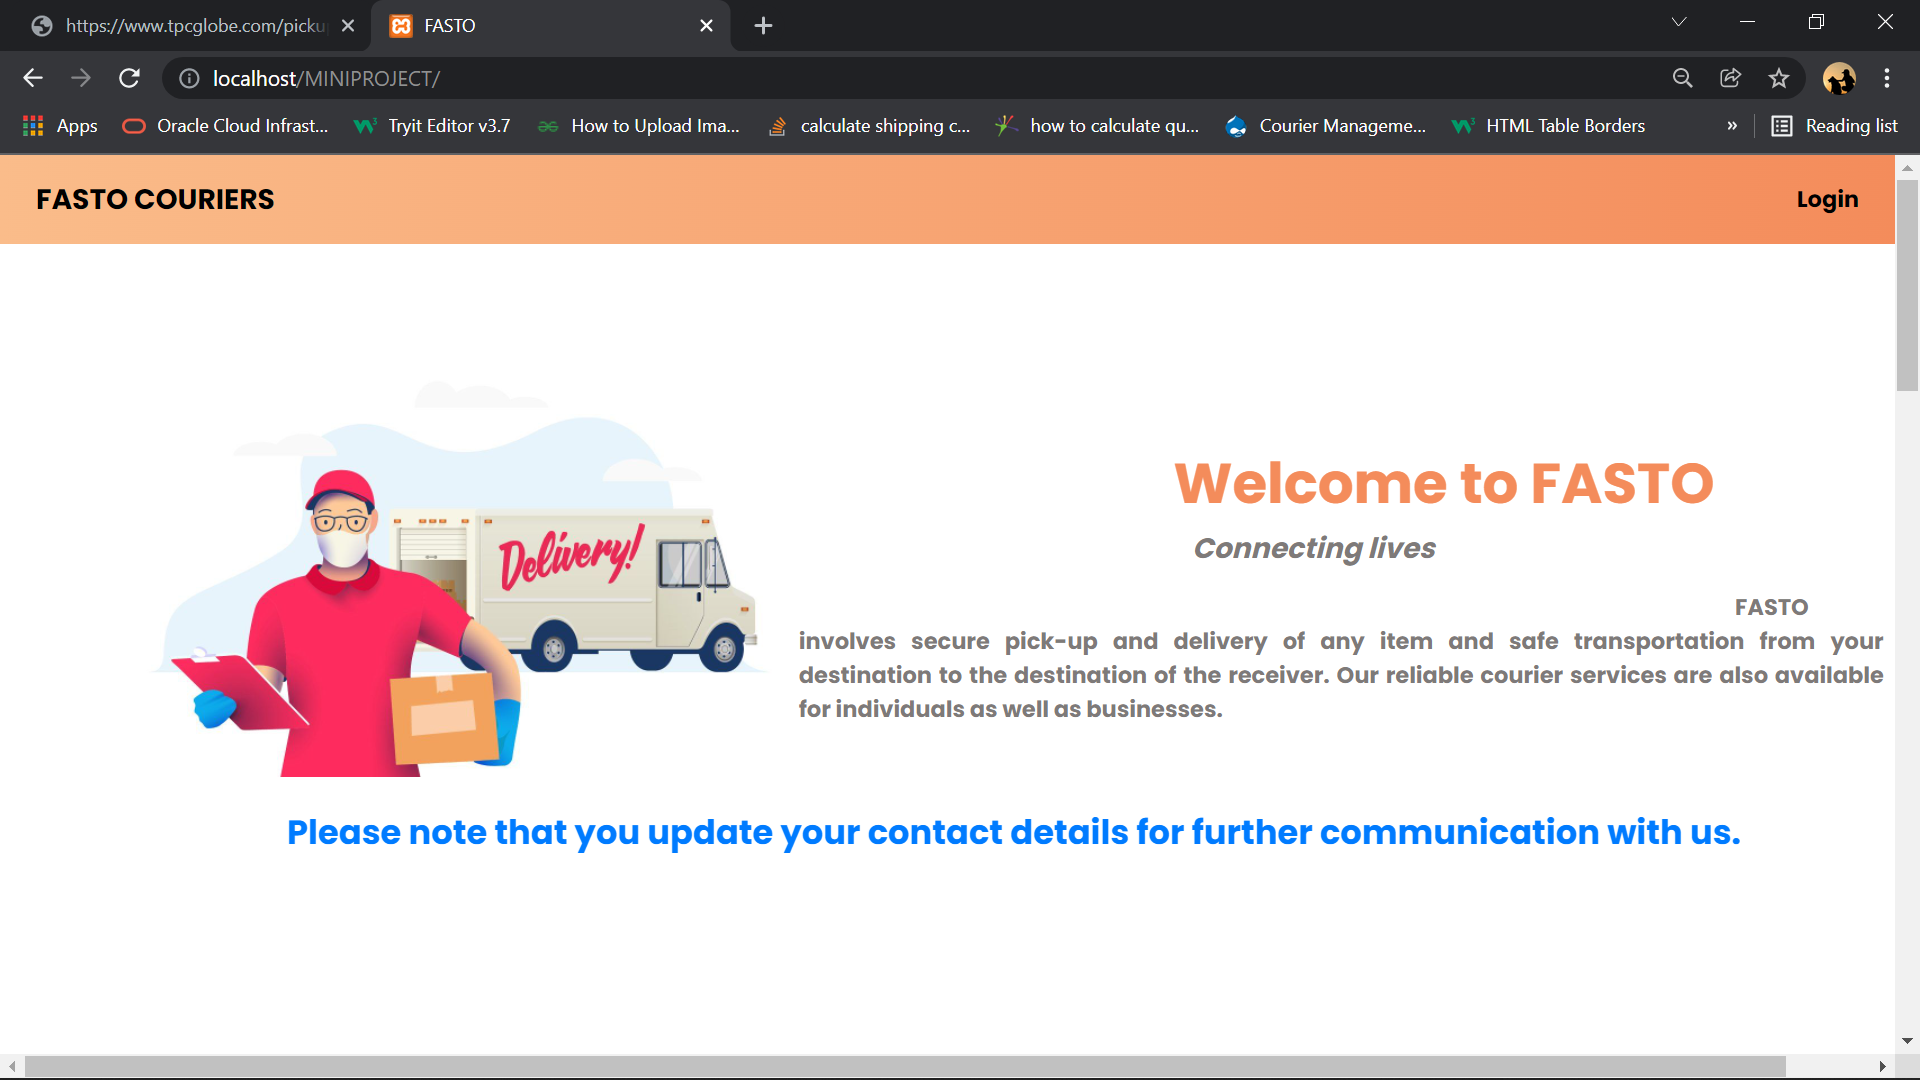 https://www.tpcglobe.com/picku
FASTO
localhost/MINIPROJECT/
Apps
Oracle Cloud Infrast...
Tryit Editor v3.7
How to Upload Ima...
calculate shipping c...
how to calculate qu...
Courier Manageme...
HTML Table Borders
»
Reading list
FASTO COURIERS
Login
Delivery!
Welcome to FASTO
Connecting lives
FASTO
involves secure pick-up and delivery of any item and safe transportation from your
destination to the destination of the receiver. Our reliable courier services are also available
for individuals as well as businesses.
Please note that you update your contact details for further communication with us.